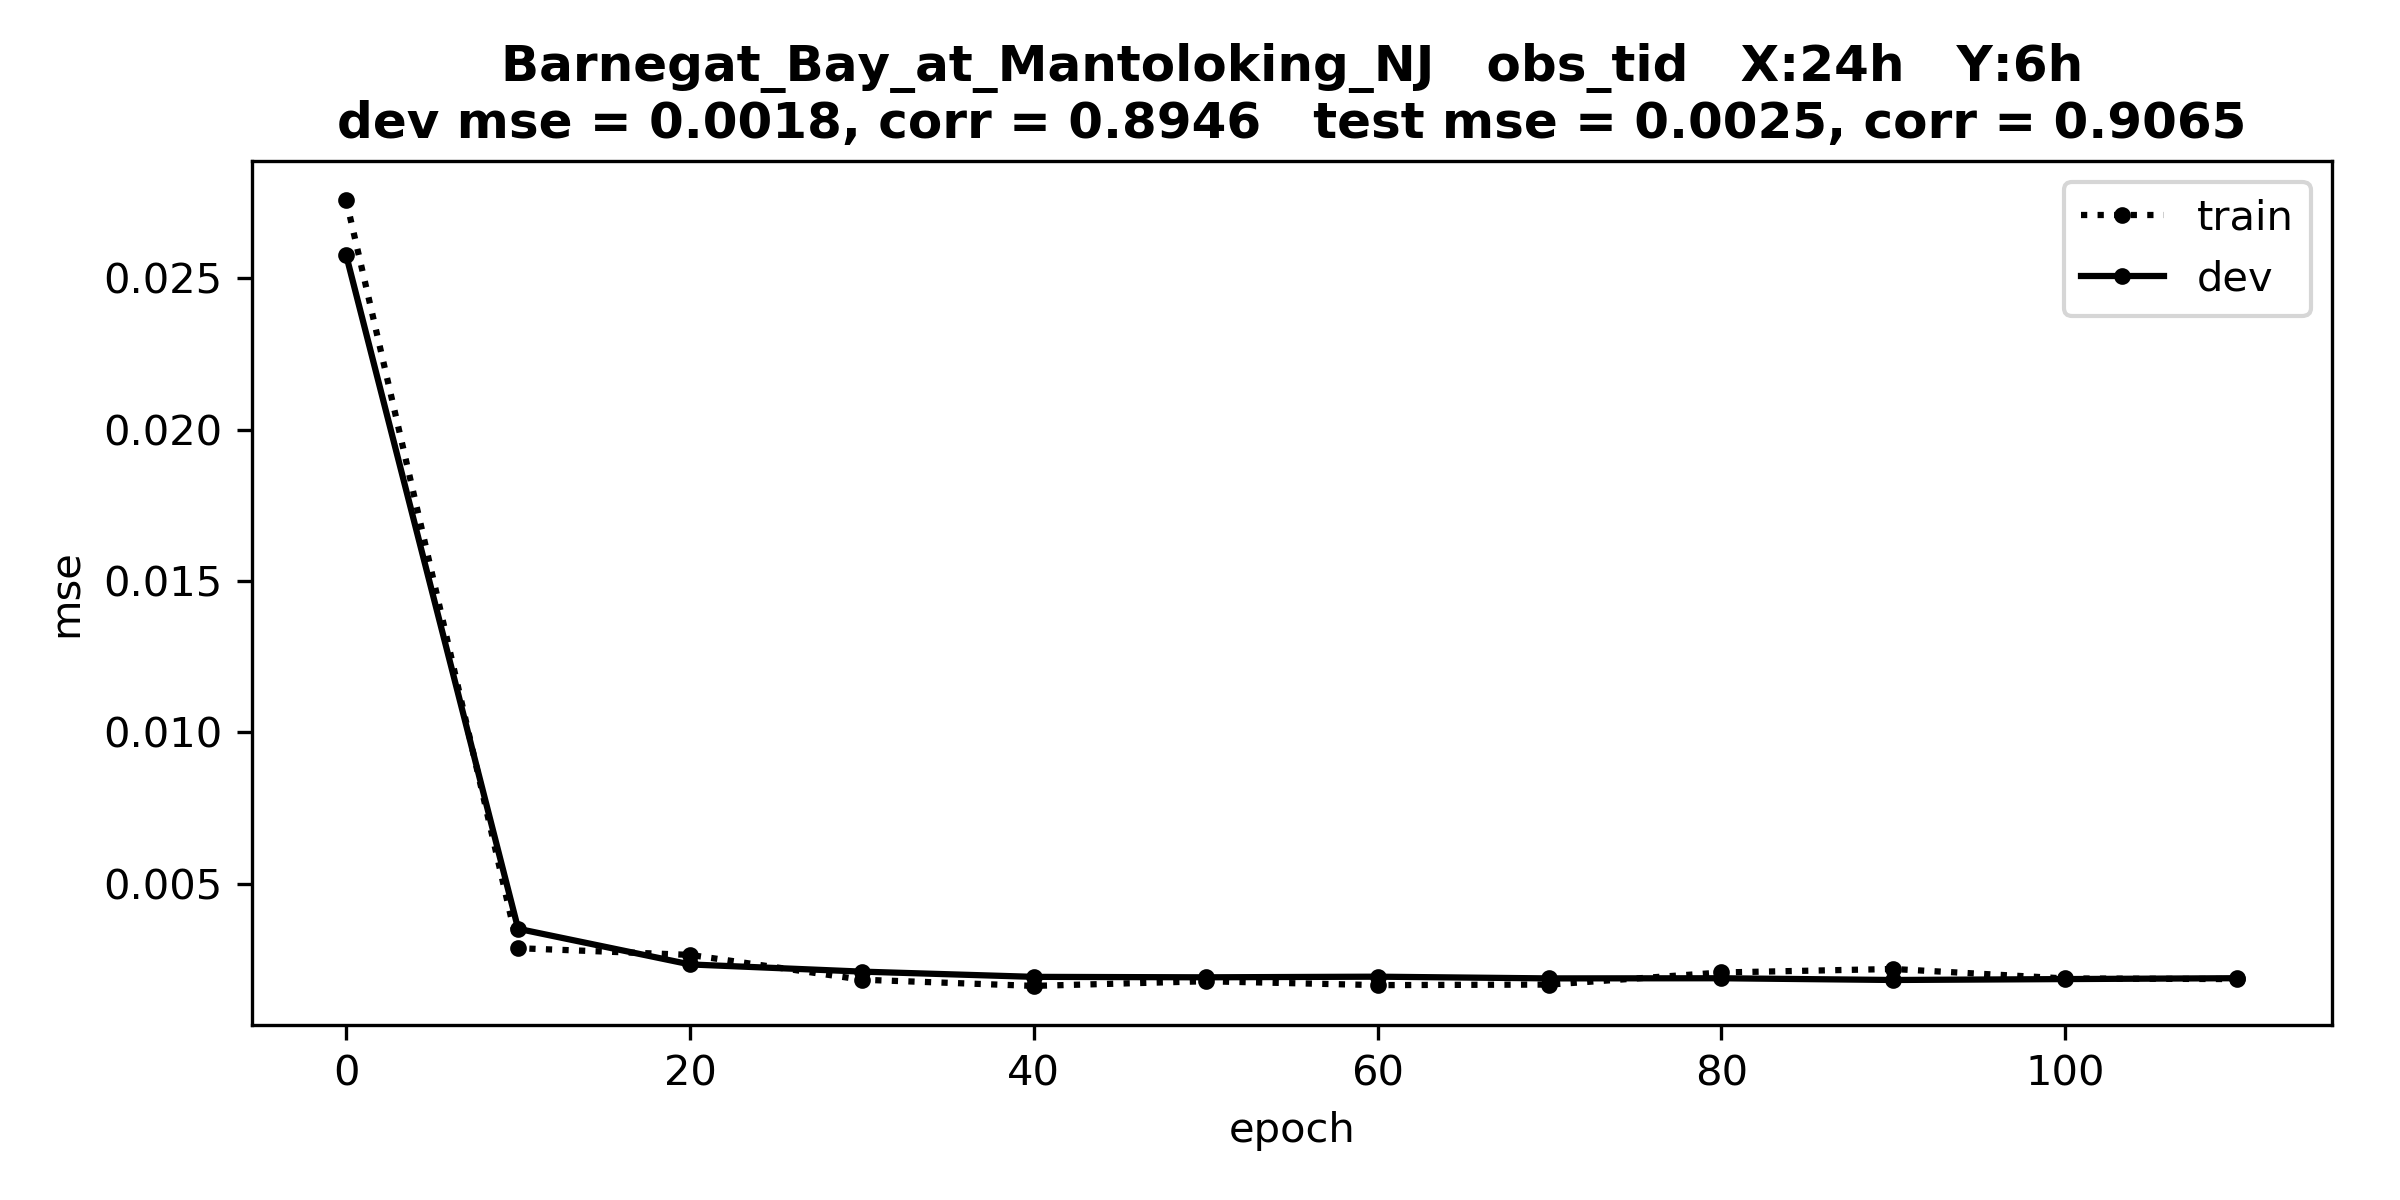 Barnegat_Bay_at_Mantoloking_NJ   obs_tid   X:24h   Y:6h
dev mse = 0.0018, corr = 0.8946   test mse = 0.0025, corr = 0.9065
train
dev
0.025
0.020
0.015
0.010
0.005
mse
0 20 40 60 80 100
epoch